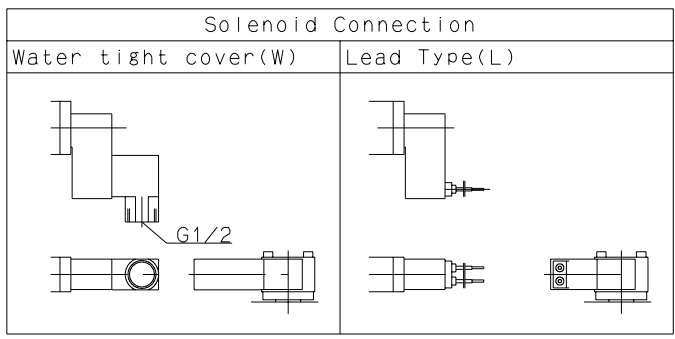 Solenoid Connection
Water tight cover(W)
Lead Type(L)
G1/2